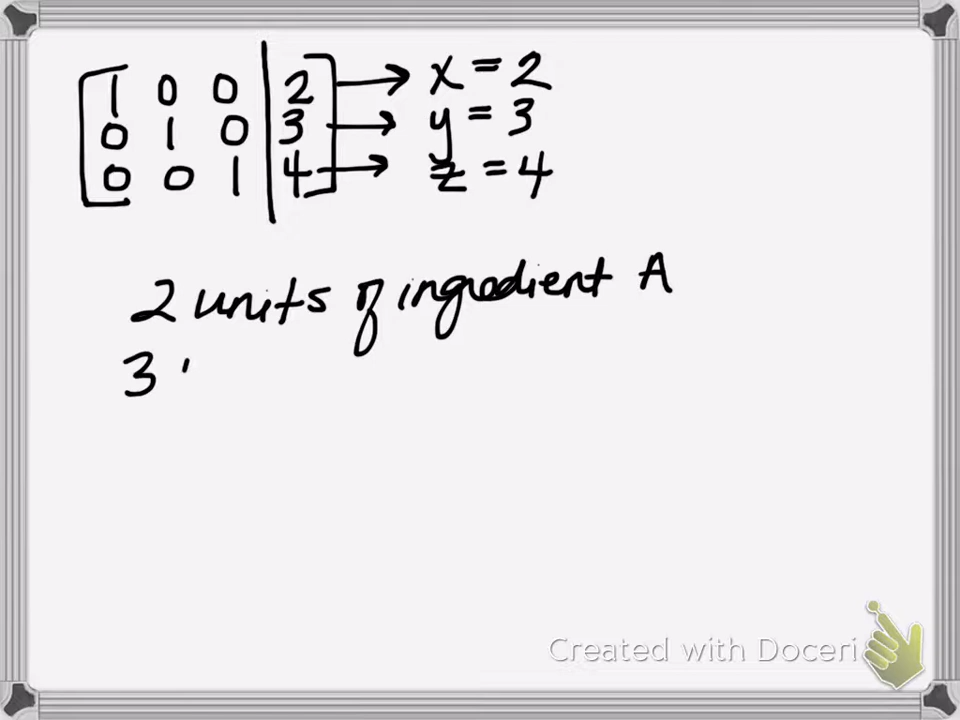 [1 0 0 | 2] → x = 2
[0 1 0 | 3] → y = 3
[0 0 1 | 4] → z = 4
2 units of ingredient A
3 '
Created with Doceri